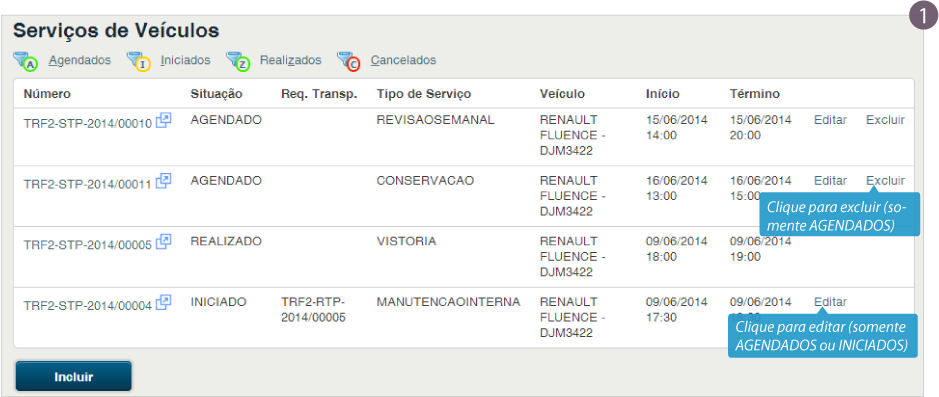 1
Serviços de Veículos
A Agendados I Iniciados Z Realizados C Cancelados
Número Situação Req. Transp. Tipo de Serviço Veículo Início Término
TRF2-STP-2014/00010 AGENDADO REVISAOSEMANAL RENAULT 15/06/2014 15/06/2014 Editar Excluir
FLUENCE - 14:00 20:00
DJM3422
TRF2-STP-2014/00011 AGENDADO CONSERVACAO RENAULT 16/06/2014 16/06/2014 Editar Excluir
FLUENCE - 13:00 15:00
DJM3422
Clique para excluir (so-
mente AGENDADOS)
TRF2-STP-2014/00005 REALIZADO VISTORIA RENAULT 09/06/2014 09/06/2014
FLUENCE - 18:00 19:00
DJM3422
TRF2-STP-2014/00004 INICIADO TRF2-RTP- MANUTENCAOINTERNA RENAULT 09/06/2014 09/06/2014 Editar
2014/00005 FLUENCE - 17:30
DJM3422
Clique para editar (somente
AGENDADOS ou INICIADOS)
Incluir